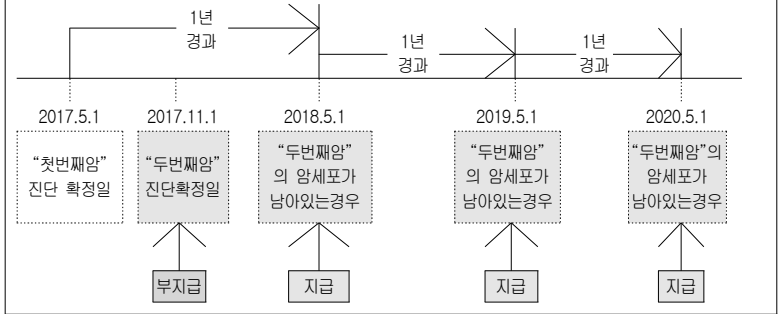 1년
경과
1년
경과
1년
경과
2017.5.1
2017.11.1
2018.5.1
2019.5.1
2020.5.1
“첫번째암”
진단 확정일
“두번째암”
진단확정일
“두번째암”
의 암세포가
남아있는경우
“두번째암”
의 암세포가
남아있는경우
“두번째암”의
암세포가
남아있는경우
부지급
지급
지급
지급